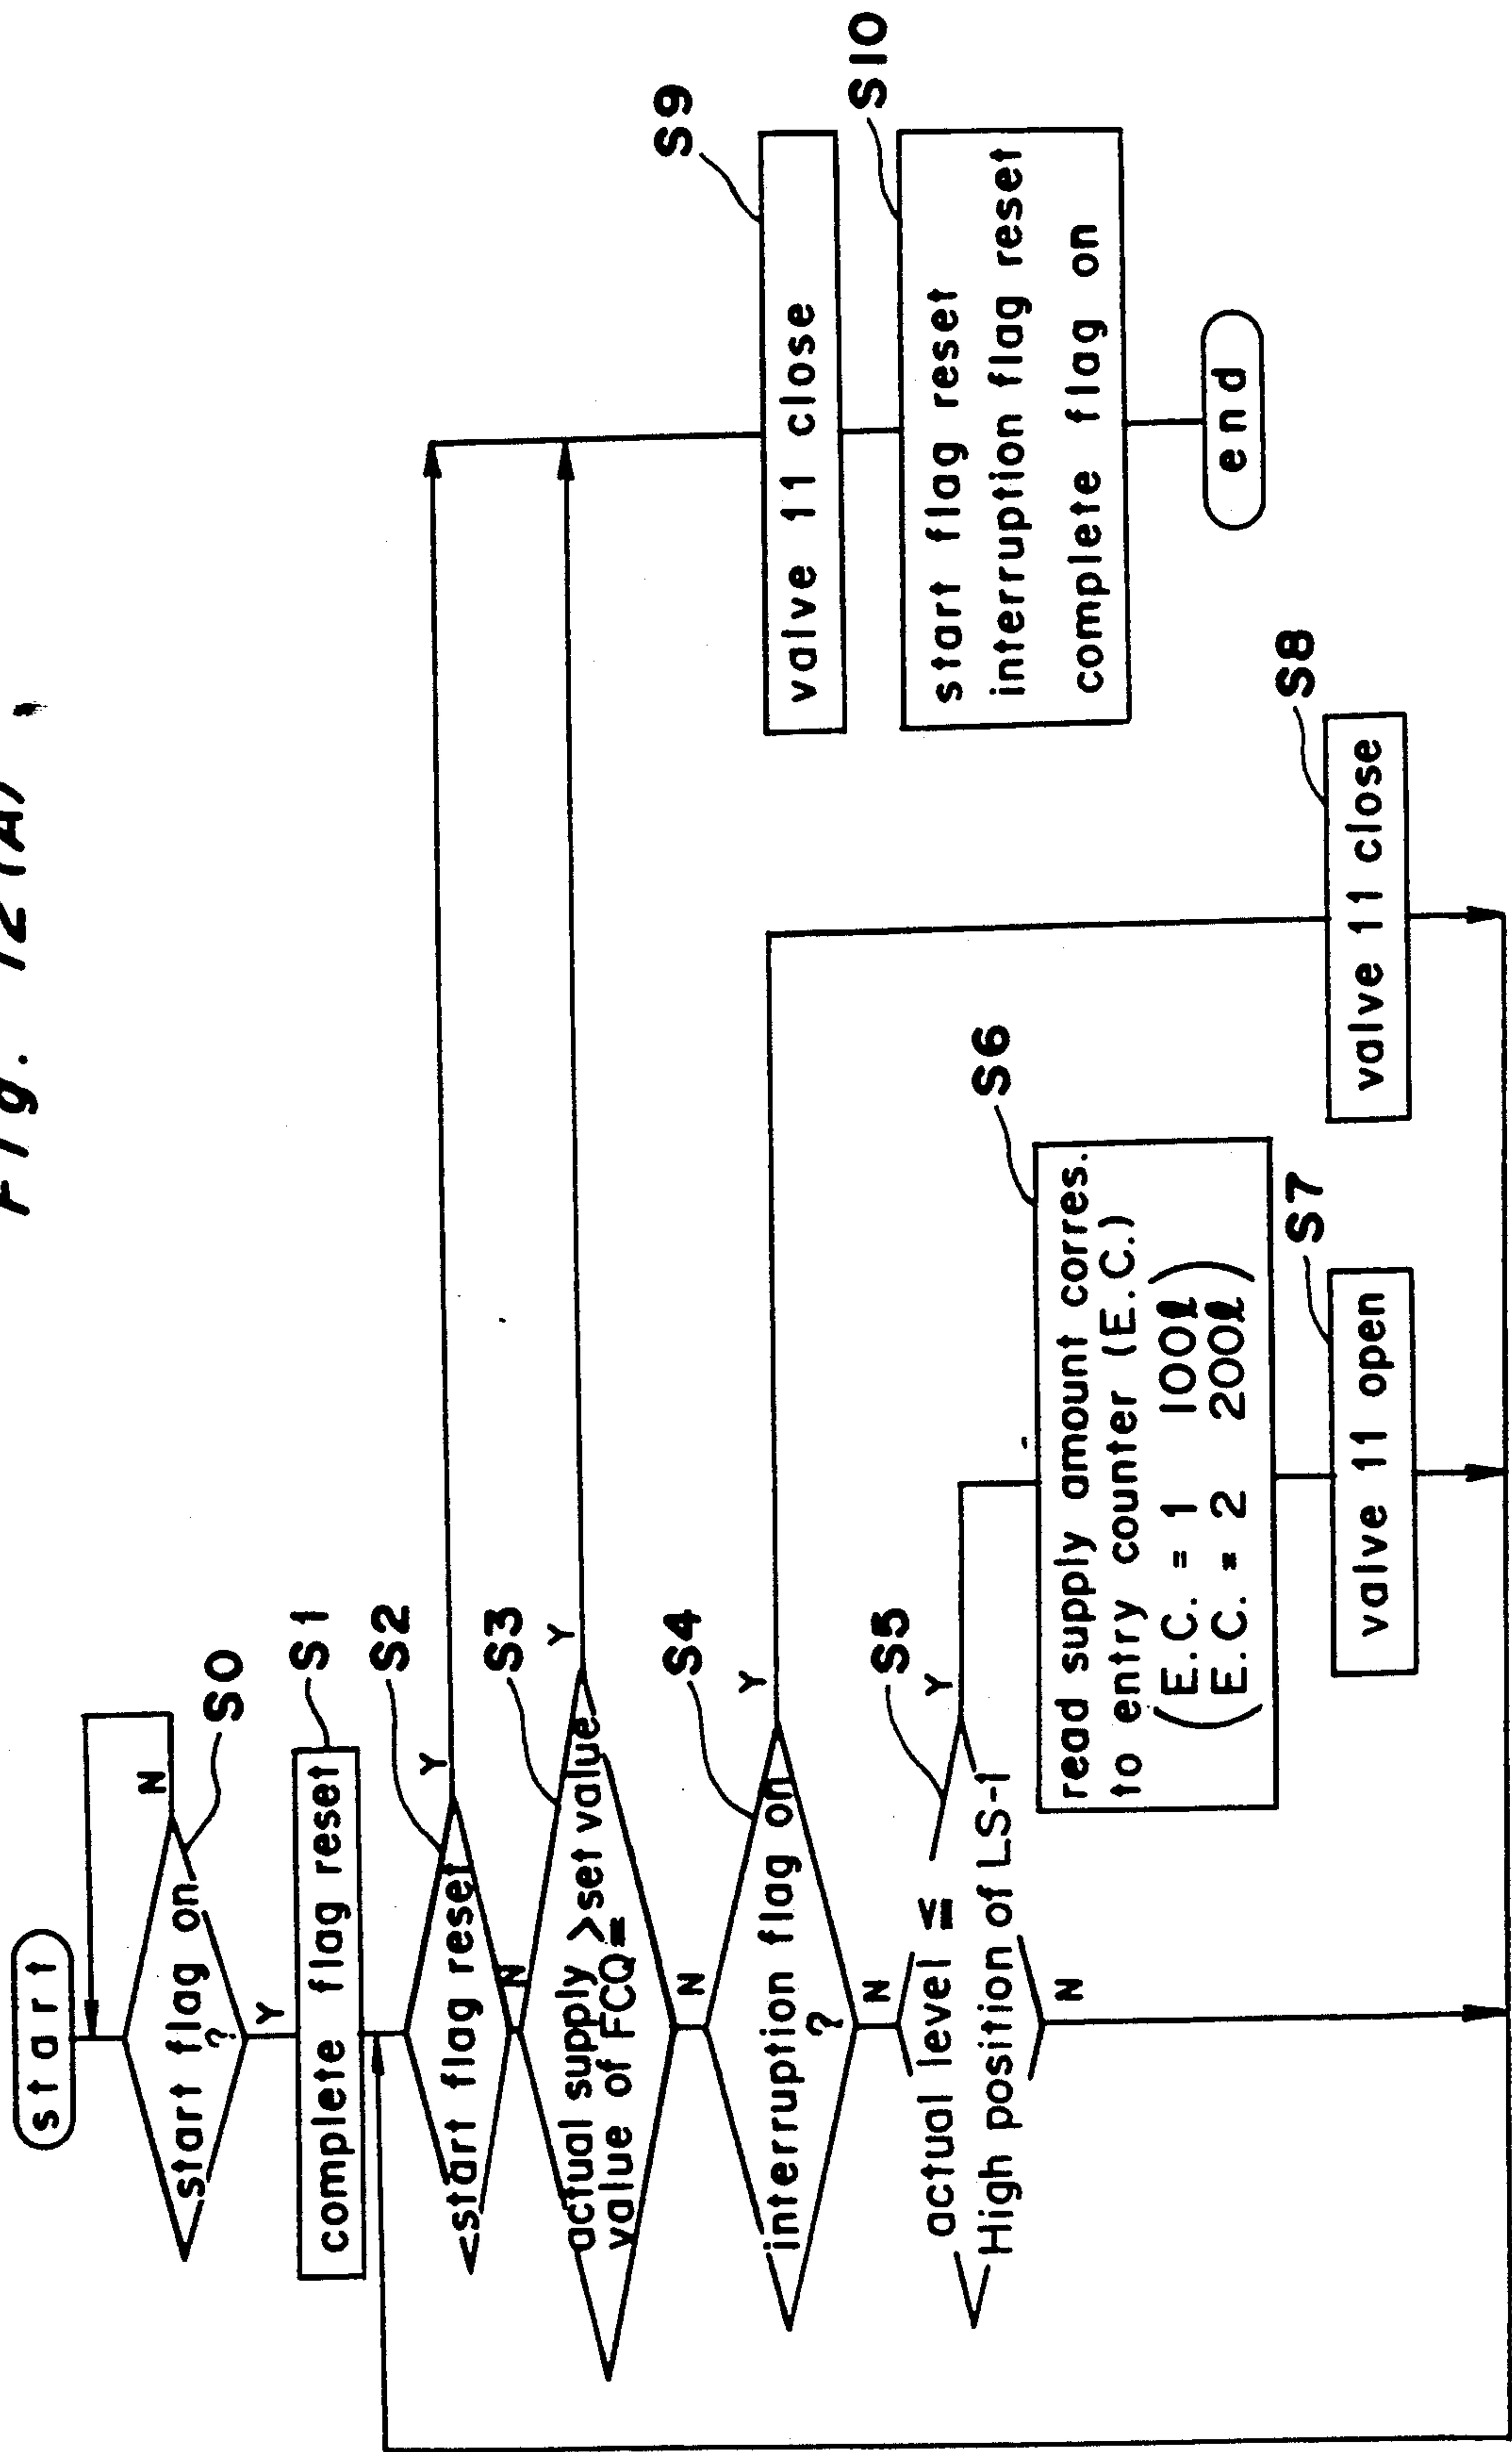 Fig. 12(A)
start
start flag on
?
N
S0
Y
complete flag reset
S1
start flag reset
S2
Y
N
actual supply > set value
value of FCQ =
S3
Y
N
interruption flag on
?
S4
Y
N
actual level ≤
High position of LS-1
S5
Y
N
read supply amount corres.
to entry counter (E.C.)
(E.C. = 1 100ℓ)
(E.C. = 2 200ℓ)
S6
valve 11 open
S7
valve 11 close
S8
valve 11 close
S9
start flag reset
interruption flag reset
complete flag on
S10
end